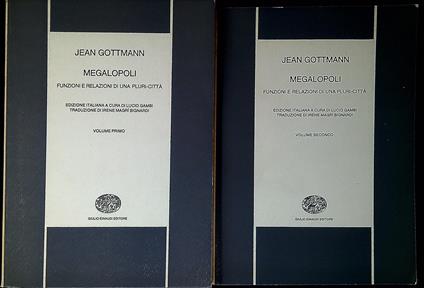 JEAN GOTTMANN
MEGALOPOLI
FUNZIONI E RELAZIONI DI UNA PLURI-CITTÀ
EDIZIONE ITALIANA A CURA DI LUCIO GAMBI
TRADUZIONE DI IRENE MAGRÌ BIGNARDI
VOLUME PRIMO
GIULIO EINAUDI EDITORE
JEAN GOTTMANN
MEGALOPOLI
FUNZIONI E RELAZIONI DI UNA PLURI-CITTÀ
EDIZIONE ITALIANA A CURA DI LUCIO GAMBI
TRADUZIONE DI IRENE MAGRÌ BIGNARDI
VOLUME SECONDO
GIULIO EINAUDI EDITORE